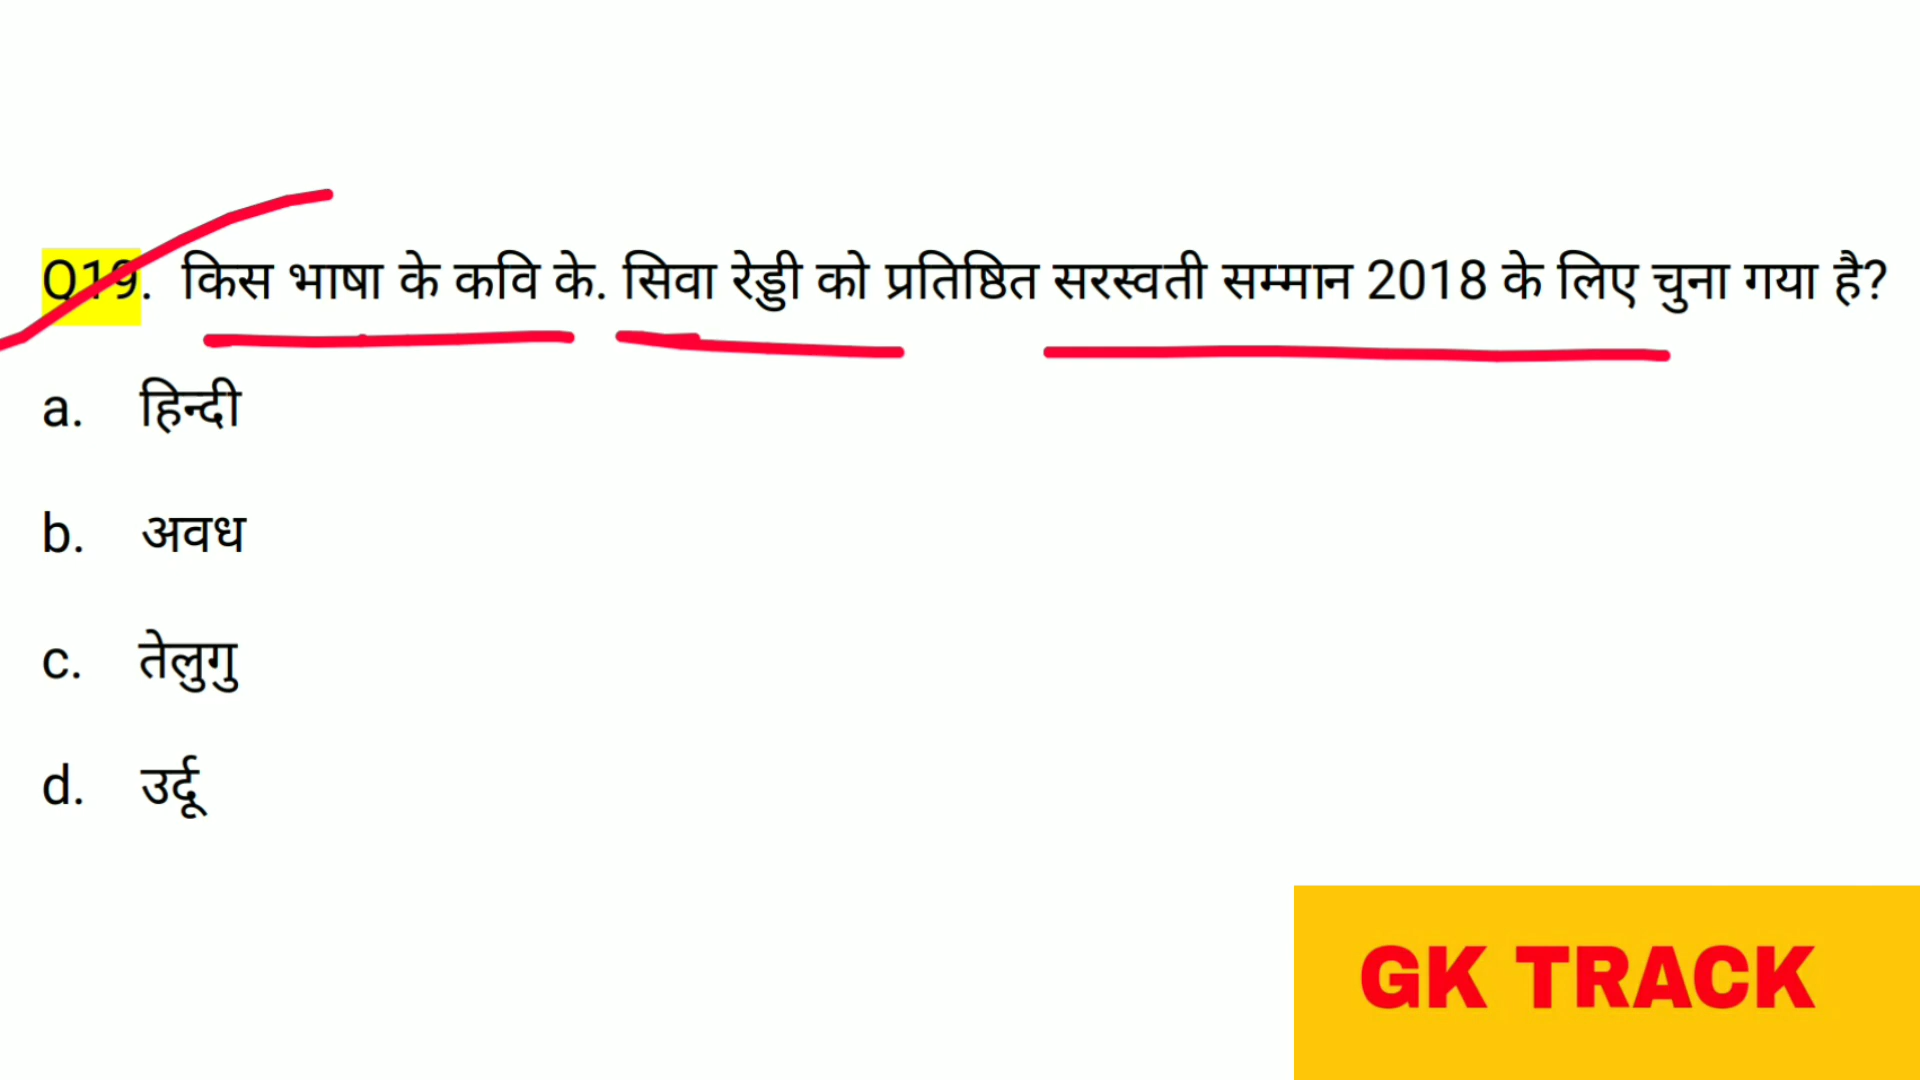 Q19. किस भाषा के कवि के. सिवा रेड्डी को प्रतिष्ठित सरस्वती सम्मान 2018 के लिए चुना गया है?
a. हिन्दी
b. अवध
c. तेलुगु
d. उर्दू
GK TRACK